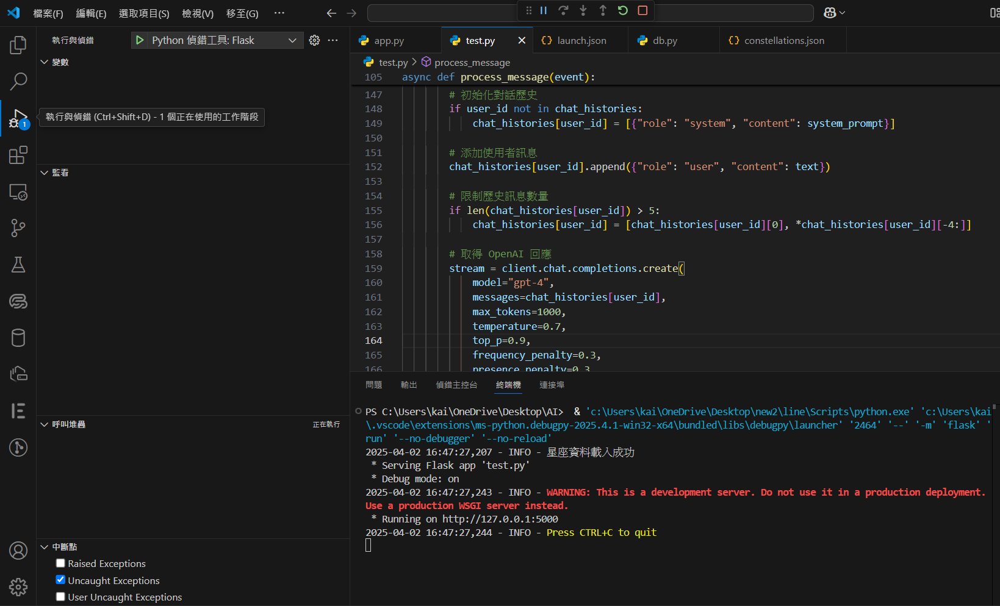 檔案(F) 編輯(E) 選取項目(S) 檢視(V) 移至(G) ···
執行與偵錯
Python 偵錯工具: Flask
變數
執行與偵錯 (Ctrl+Shift+D) - 1 個正在使用的工作階段
1
監看
呼叫堆疊
正在執行
中斷點
Raised Exceptions
Uncaught Exceptions
User Uncaught Exceptions
app.py
test.py
launch.json
db.py
constellations.json
test.py > process_message
105 async def process_message(event):
147 # 初始化對話歷史
148 if user_id not in chat_histories:
149 chat_histories[user_id] = [{"role": "system", "content": system_prompt}]
150
151 # 添加使用者訊息
152 chat_histories[user_id].append({"role": "user", "content": text})
153
154 # 限制歷史訊息數量
155 if len(chat_histories[user_id]) > 5:
156 chat_histories[user_id] = [chat_histories[user_id][0], *chat_histories[user_id][-4:]]
157
158 # 取得 OpenAI 回應
159 stream = client.chat.completions.create(
160 model="gpt-4",
161 messages=chat_histories[user_id],
162 max_tokens=1000,
163 temperature=0.7,
164 top_p=0.9,
165 frequency_penalty=0.3,
166 presence_penalty=0.3
問題 輸出 偵錯主控台 終端機 連接埠
PS C:\Users\kai\OneDrive\Desktop\AI> & 'c:\Users\kai\OneDrive\Desktop\new2\line\Scripts\python.exe' 'c:\Users\kai
\.vscode\extensions\ms-python.debugpy-2025.4.1-win32-x64\bundled\libs\debugpy\launcher' '2464' '--' '-m' 'flask' '
run' '--no-debugger' '--no-reload'
2025-04-02 16:47:27,207 - INFO - 星座資料載入成功
* Serving Flask app 'test.py'
* Debug mode: on
2025-04-02 16:47:27,243 - INFO - WARNING: This is a development server. Do not use it in a production deployment.
Use a production WSGI server instead.
* Running on http://127.0.0.1:5000
2025-04-02 16:47:27,244 - INFO - Press CTRL+C to quit